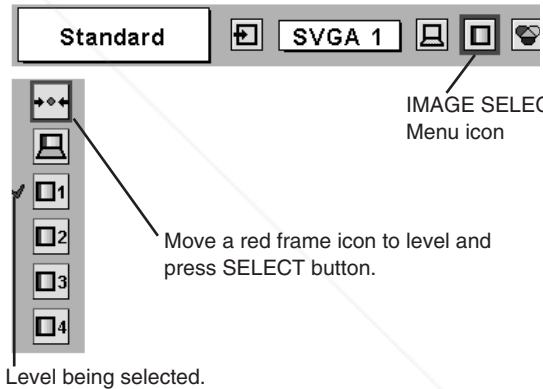 Standard
SVGA 1
IMAGE SELEC
Menu icon
1
2
3
4
Move a red frame icon to level and
press SELECT button.
Level being selected.